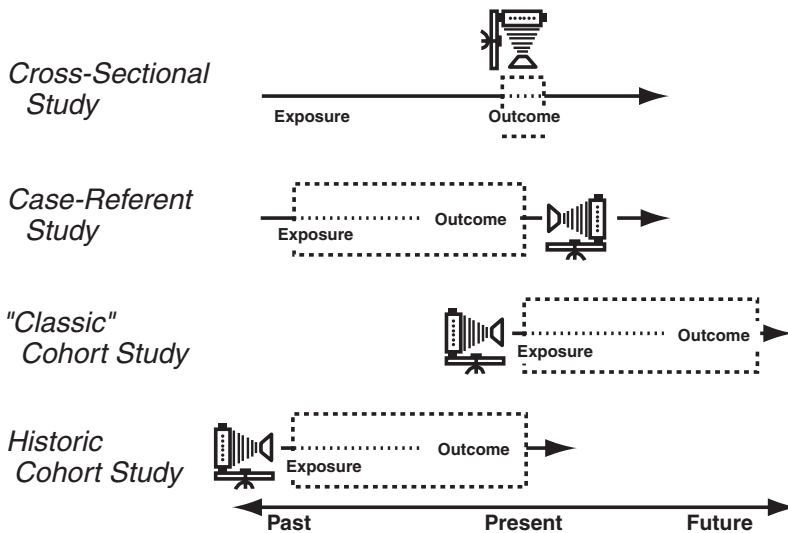 Cross-Sectional
Study
Exposure
Outcome
Case-Referent
Study
Exposure
Outcome
"Classic"
Cohort Study
Exposure
Outcome
Historic
Cohort Study
Exposure
Outcome
Past Present Future